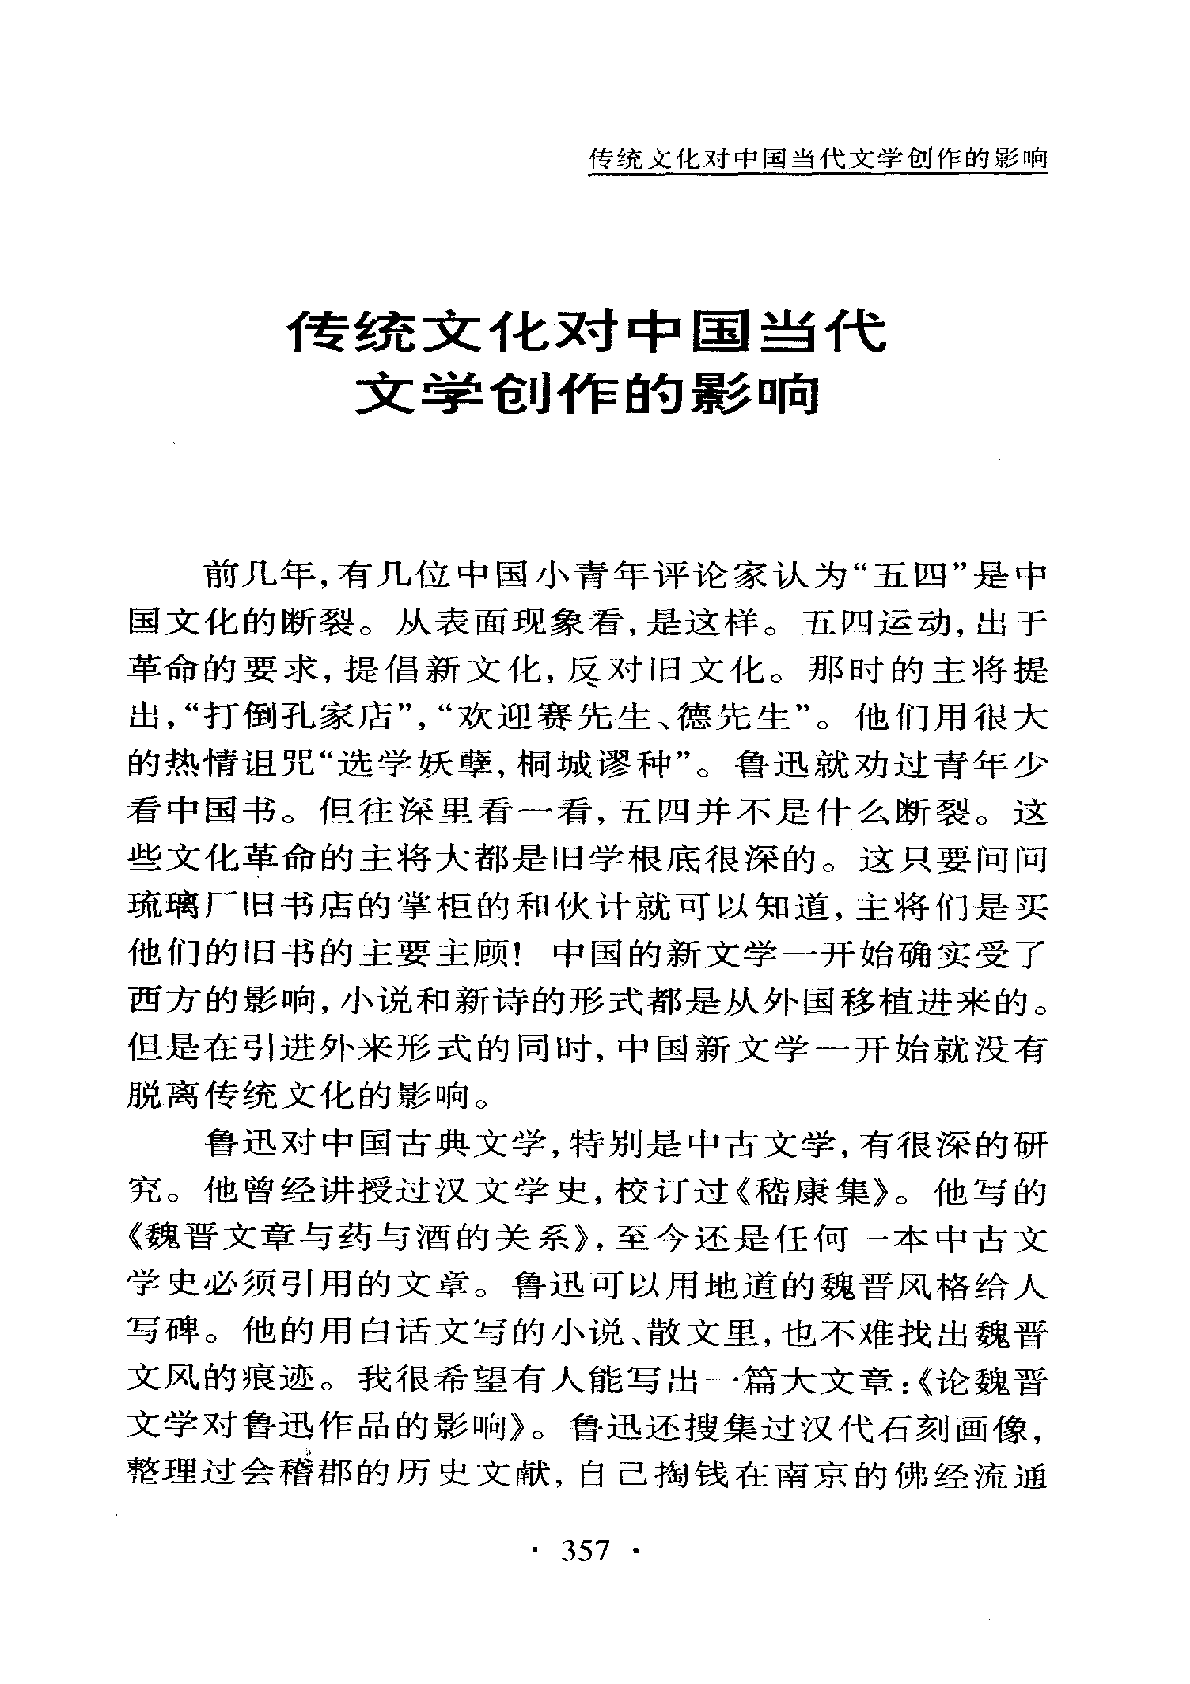 传统文化对中国当代文学创作的影响
传统文化对中国当代
文学创作的影响
前几年,有几位中国小青年评论家认为“五四”是中
国文化的断裂。从表面现象看,是这样。五四运动,出于
革命的要求,提倡新文化,反对旧文化。那时的主将提
出,“打倒孔家店”,“欢迎赛先生、德先生”。他们用很大
的热情诅咒“选学妖孽,桐城谬种”。鲁迅就劝过青年少
看中国书。但往深里看一看,五四并不是什么断裂。这
些文化革命的主将大都是旧学根底很深的。这只要问问
琉璃厂旧书店的掌柜的和伙计就可以知道,主将们是买
他们的旧书的主要主顾!中国的新文学一开始确实受了
西方的影响,小说和新诗的形式都是从外国移植进来的。
但是在引进外来形式的同时,中国新文学一开始就没有
脱离传统文化的影响。
鲁迅对中国古典文学,特别是中古文学,有很深的研
究。他曾经讲授过汉文学史,校订过《嵇康集》。他写的
《魏晋文章与药与酒的关系》,至今还是任何一本中古文
学史必须引用的文章。鲁迅可以用地道的魏晋风格给人
写碑。他的用白话文写的小说、散文里,也不难找出魏晋
文风的痕迹。我很希望有人能写出一篇大文章:《论魏晋
文学对鲁迅作品的影响》。鲁迅还搜集过汉代石刻画像,
整理过会稽郡的历史文献,自己掏钱在南京的佛经流通
· 357 ·